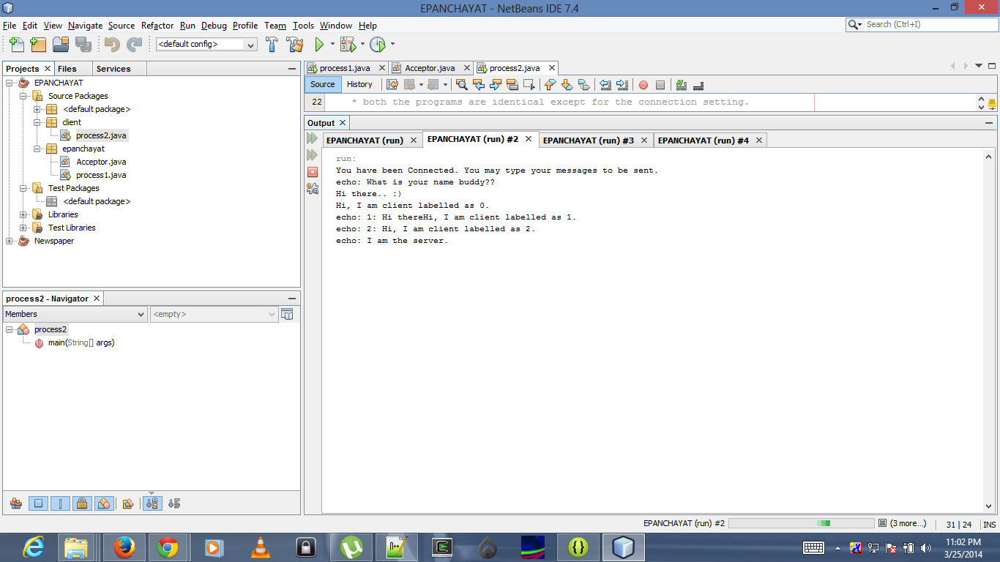 EPANCHAYAT - NetBeans IDE 7.4
File Edit View Navigate Source Refactor Run Debug Profile Team Tools Window Help
Search (Ctrl+I)
<default config>
Projects Files Services
EPANCHAYAT
Source Packages
<default package>
client
process2.java
epanchayat
Acceptor.java
process1.java
Test Packages
<default package>
Libraries
Test Libraries
Newspaper
process2 - Navigator
Members
<empty>
process2
main(String[] args)
process1.java Acceptor.java process2.java
Source History
22 * both the programs are identical except for the connection setting.
Output
EPANCHAYAT (run) EPANCHAYAT (run) #2 EPANCHAYAT (run) #3 EPANCHAYAT (run) #4
run:
You have been Connected. You may type your messages to be sent.
echo: What is your name buddy??
Hi there.. :)
Hi, I am client labelled as 0.
echo: 1: Hi thereHi, I am client labelled as 1.
echo: 2: Hi, I am client labelled as 2.
echo: I am the server.
EPANCHAYAT (run) #2 (3 more...) 31 | 24 INS
11:02 PM
3/25/2014